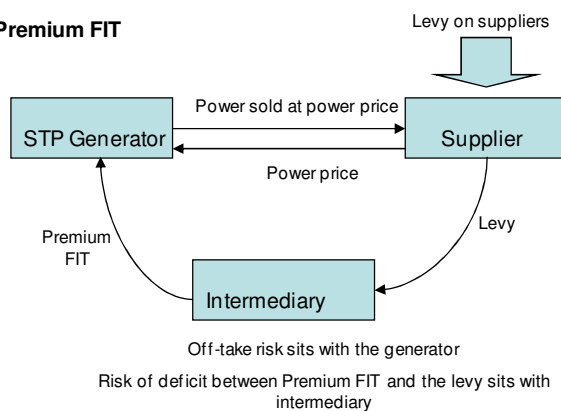 Premium FIT
Levy on suppliers
STP Generator
Power sold at power price
Supplier
Power price
Premium
FIT
Levy
Intermediary
Off-take risk sits with the generator
Risk of deficit between Premium FIT and the levy sits with
intermediary